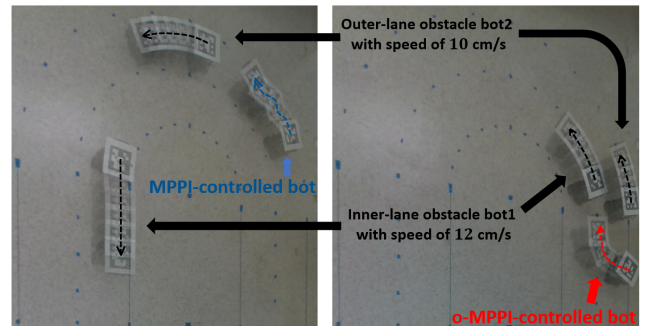 Outer-lane obstacle bot2
with speed of 10 cm/s
MPPI-controlled bot
Inner-lane obstacle bot1
with speed of 12 cm/s
o-MPPI-controlled bot